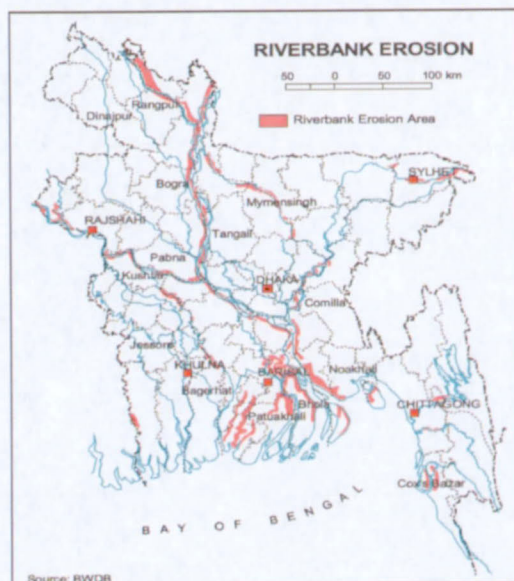 RIVERBANK EROSION
50 0 50 100 km
Riverbank Erosion Area
Rangpur
Dinajpur
SYLHET
Bogra
Mymensingh
RAJSHAHI
Tangail
Pabna
Kushtia
DHAKA
Comilla
Jessore
Noakhali
KHULNA
BARISAL
Bagerhat
Bhola
Patuakhali
CHITTAGONG
Cox's Bazar
BAY OF BENGAL
Source: BWDB